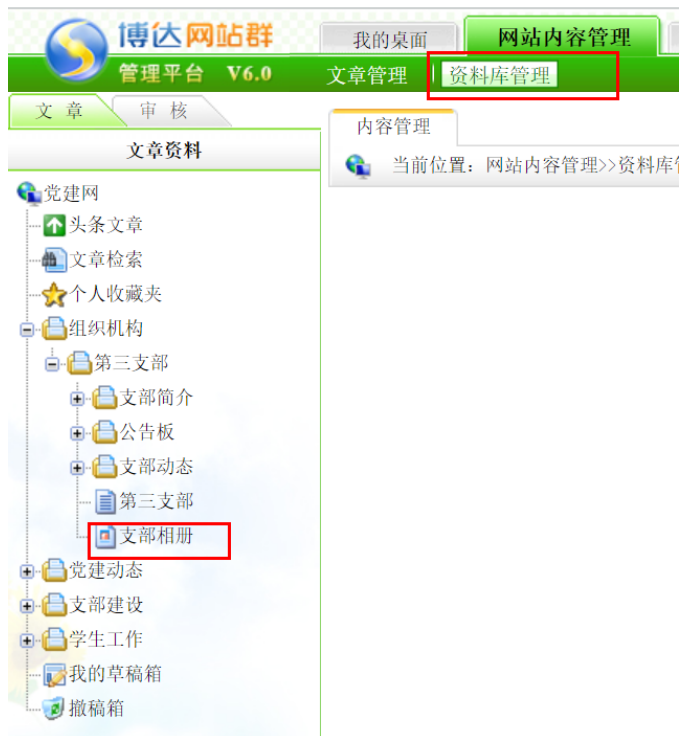 博达网站群
管理平台 V6.0
我的桌面
网站内容管理
文章管理
资料库管理
文 章
审 核
内容管理
文章资料
当前位置：网站内容管理>>资料库
党建网
头条文章
文章检索
个人收藏夹
组织机构
第三支部
支部简介
公告板
支部动态
第三支部
支部相册
党建动态
支部建设
学生工作
我的草稿箱
撤稿箱